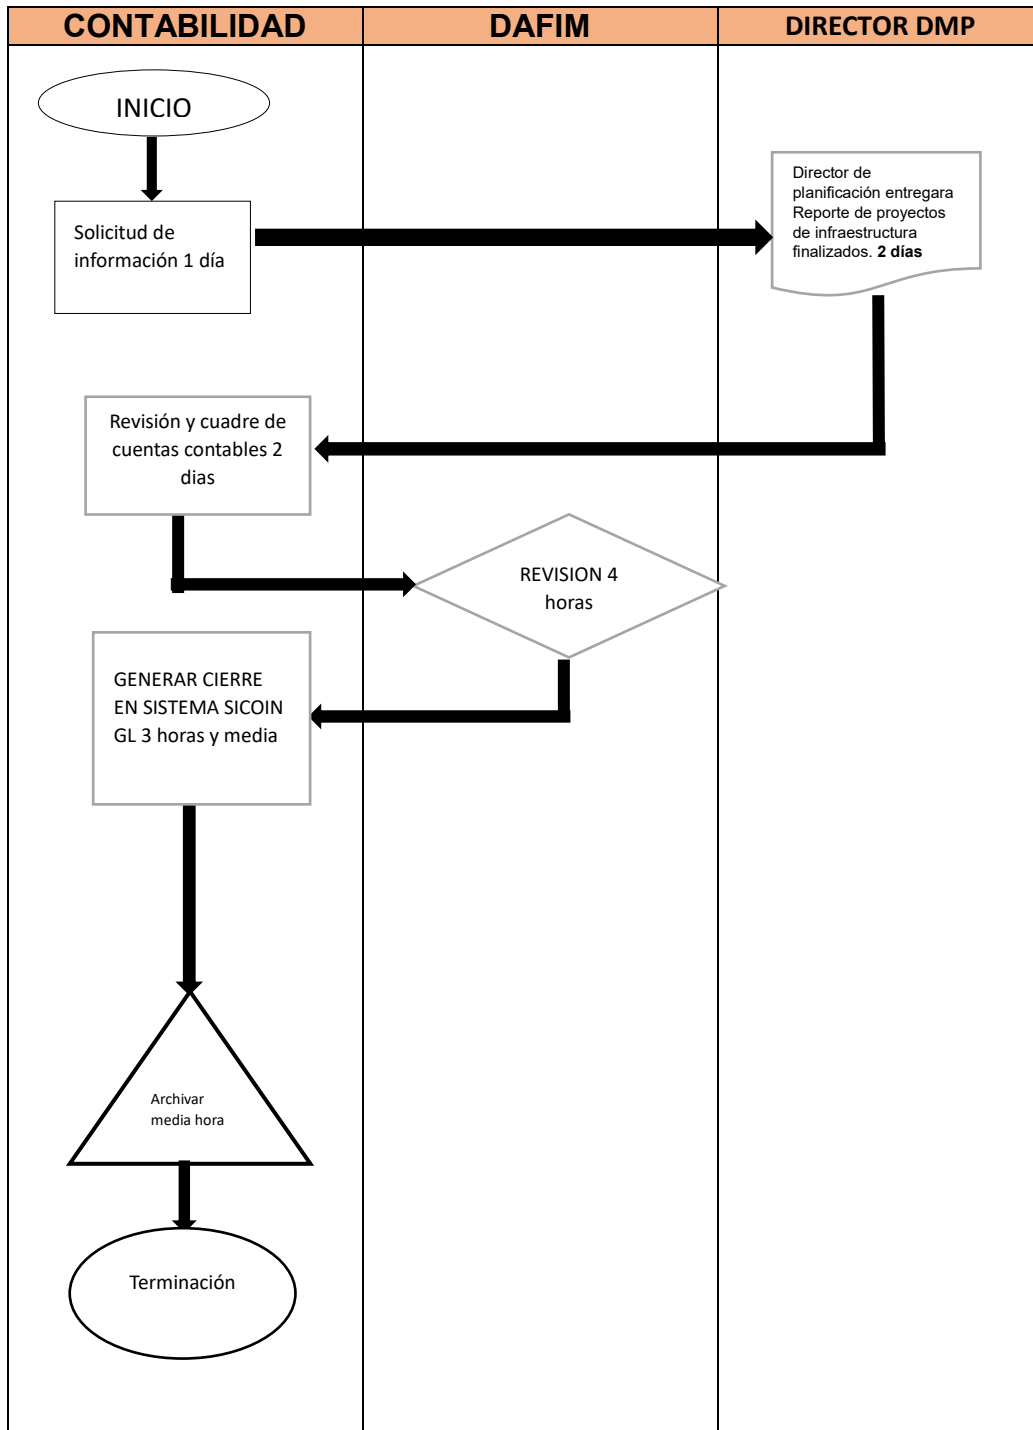 CONTABILIDAD
DAFIM
DIRECTOR DMP
INICIO
Solicitud de
información 1 día
Director de
planificación entregara
Reporte de proyectos
de infraestructura
finalizados. 2 días
Revisión y cuadre de
cuentas contables 2
dias
REVISION 4
horas
GENERAR CIERRE
EN SISTEMA SICOIN
GL 3 horas y media
Archivar
media hora
Terminación